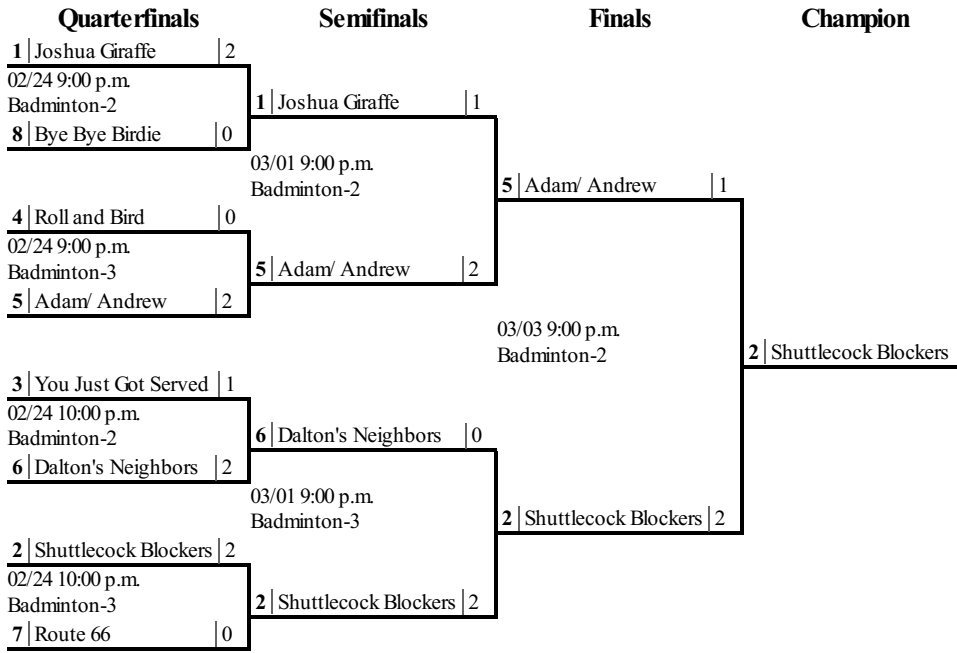 Quarterfinals Semifinals Finals Champion
1 Joshua Giraffe 2
02/24 9:00 p.m.
Badminton-2
8 Bye Bye Birdie 0
4 Roll and Bird 0
02/24 9:00 p.m.
Badminton-3
5 Adam/ Andrew 2
3 You Just Got Served 1
02/24 10:00 p.m.
Badminton-2
6 Dalton's Neighbors 2
2 Shuttlecock Blockers 2
02/24 10:00 p.m.
Badminton-3
7 Route 66 0
1 Joshua Giraffe 1
03/01 9:00 p.m.
Badminton-2
5 Adam/ Andrew 2
6 Dalton's Neighbors 0
03/01 9:00 p.m.
Badminton-3
2 Shuttlecock Blockers 2
5 Adam/ Andrew 1
03/03 9:00 p.m.
Badminton-2
2 Shuttlecock Blockers 2
2 Shuttlecock Blockers